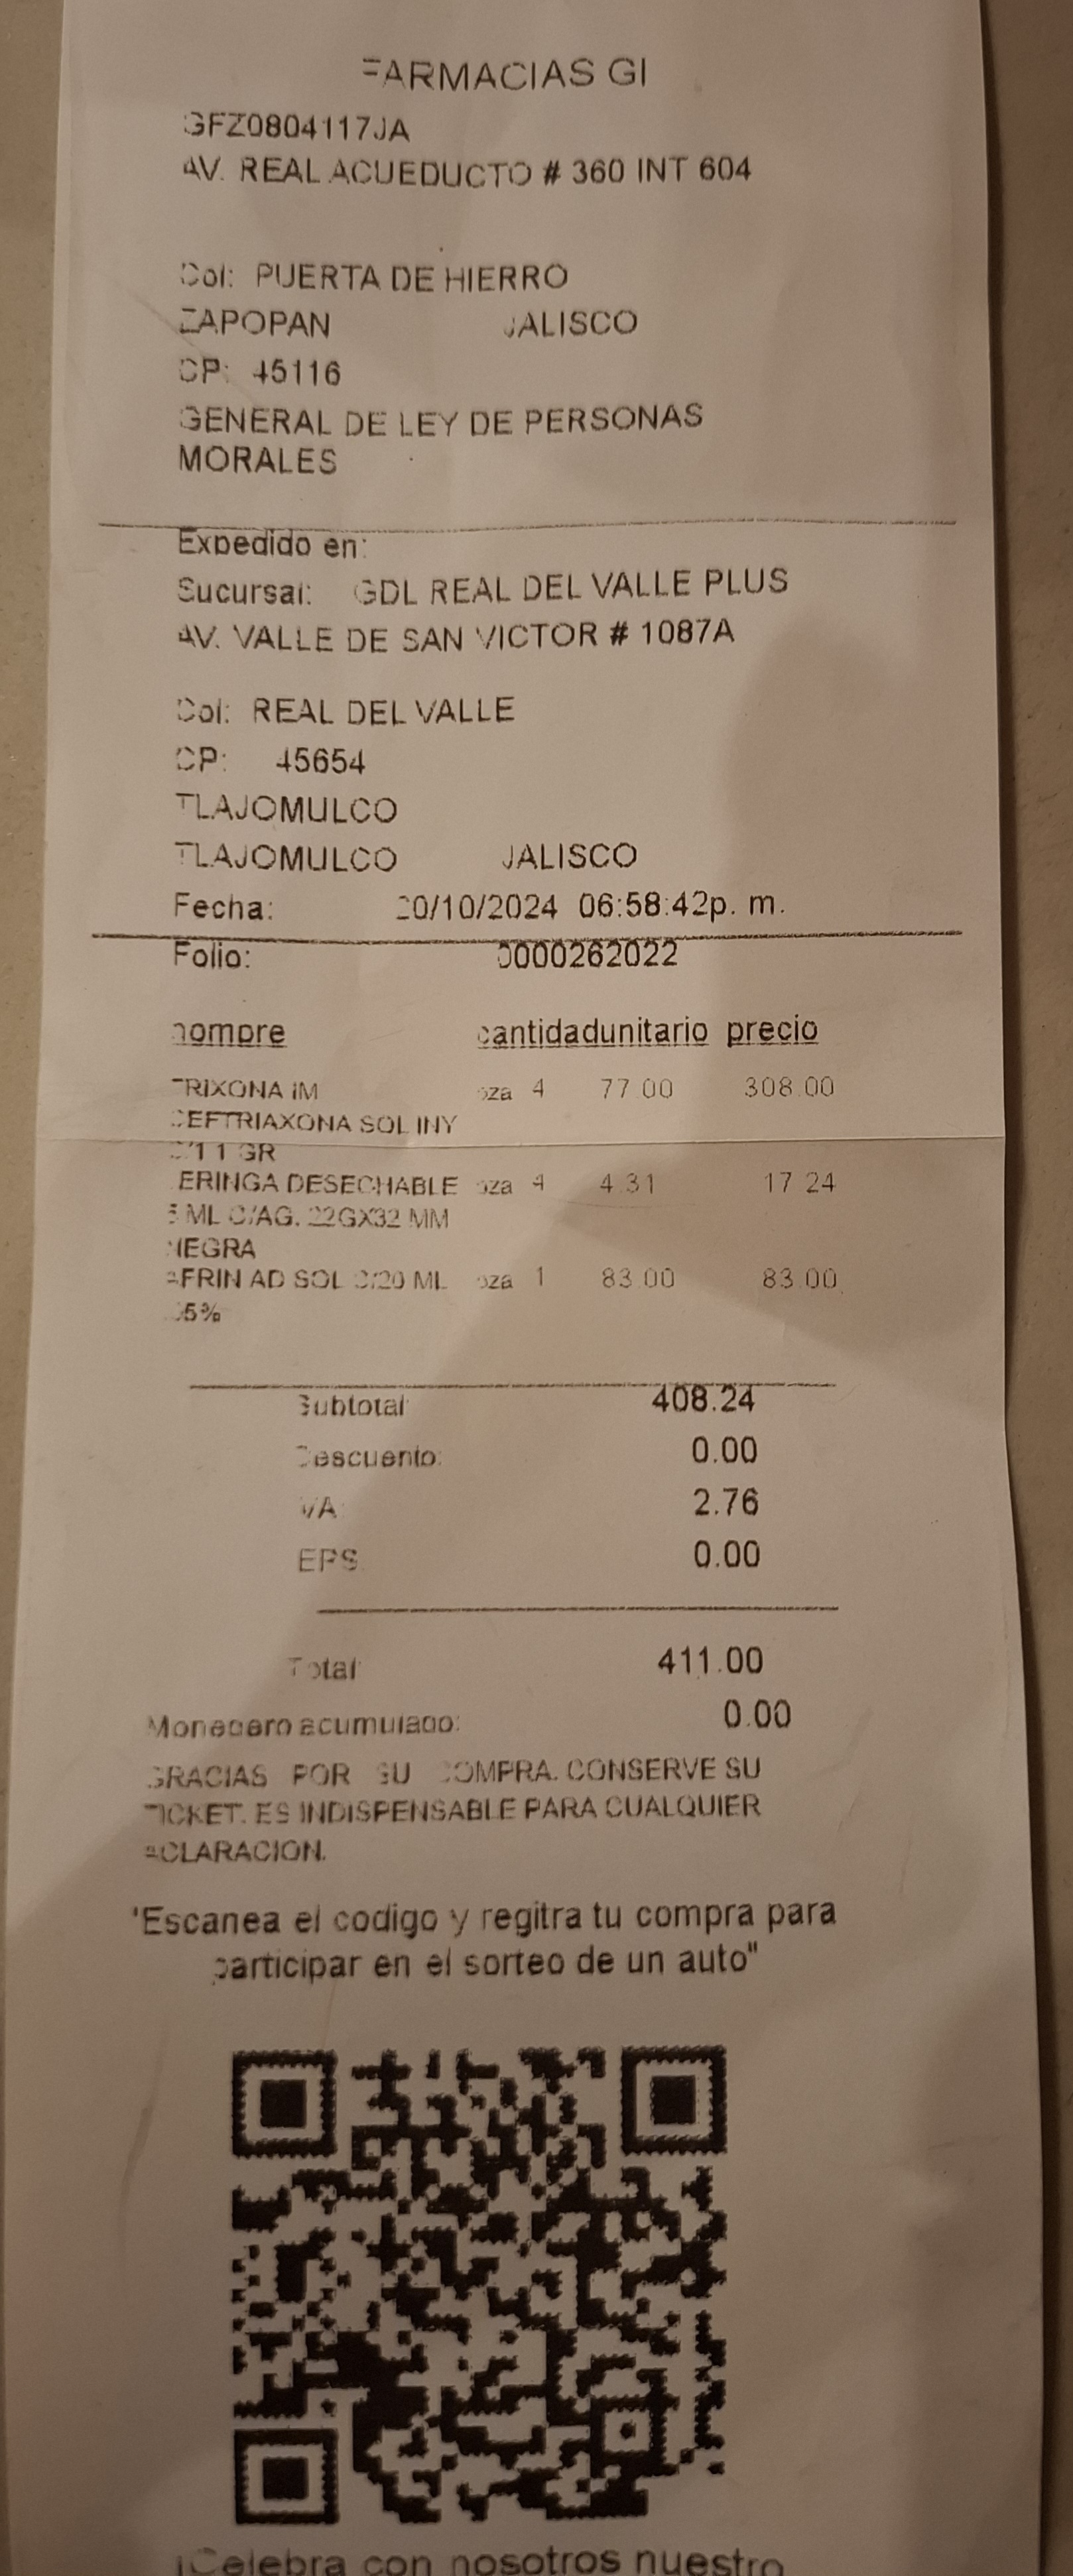 FARMACIAS GI
GFZ0804117JA
AV. REAL ACUEDUCTO # 360 INT 604
Col: PUERTA DE HIERRO
ZAPOPAN JALISCO
CP: 45116
GENERAL DE LEY DE PERSONAS
MORALES
Expedido en:
Sucursal: GDL REAL DEL VALLE PLUS
AV. VALLE DE SAN VICTOR # 1087A
Col: REAL DEL VALLE
CP: 45654
TLAJOMULCO
TLAJOMULCO JALISCO
Fecha: 20/10/2024 06:58:42p. m.
Folio: 0000262022
nombre cantidadunitario precio
TRIXONA IM pza 4 77.00 308.00
CEFTRIAXONA SOL INY
C/1 1 GR
JERINGA DESECHABLE pza 4 4.31 17.24
5 ML C/AG. 22GX32 MM
NEGRA
AFRIN AD SOL C/20 ML pza 1 83.00 83.00
.05%
Subtotal: 408.24
Descuento: 0.00
IVA: 2.76
IEPS: 0.00
Total: 411.00
Monedero acumulado: 0.00
GRACIAS POR SU COMPRA. CONSERVE SU
TICKET. ES INDISPENSABLE PARA CUALQUIER
ACLARACION.
"Escanea el codigo y regitra tu compra para
participar en el sorteo de un auto"
¡Celebra con nosotros nuestro